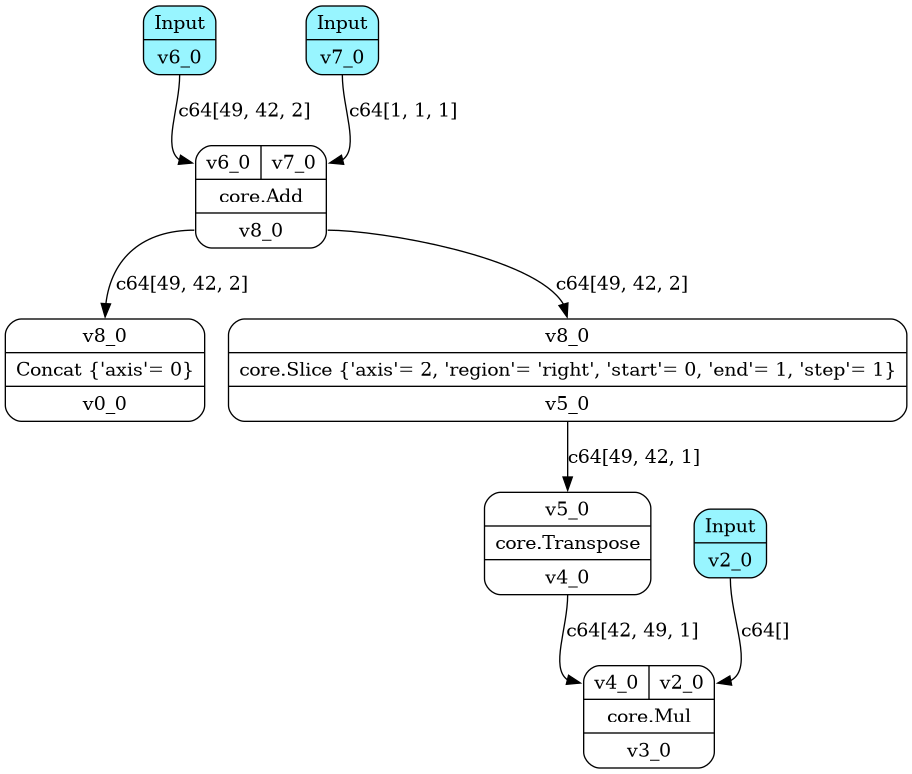 Input
v6_0
Input
v7_0
c64[49, 42, 2]
c64[1, 1, 1]
v6_0
v7_0
core.Add
v8_0
c64[49, 42, 2]
c64[49, 42, 2]
v8_0
Concat {'axis'= 0}
v0_0
v8_0
core.Slice {'axis'= 2, 'region'= 'right', 'start'= 0, 'end'= 1, 'step'= 1}
v5_0
c64[49, 42, 1]
v5_0
core.Transpose
v4_0
Input
v2_0
c64[42, 49, 1]
c64[]
v4_0
v2_0
core.Mul
v3_0